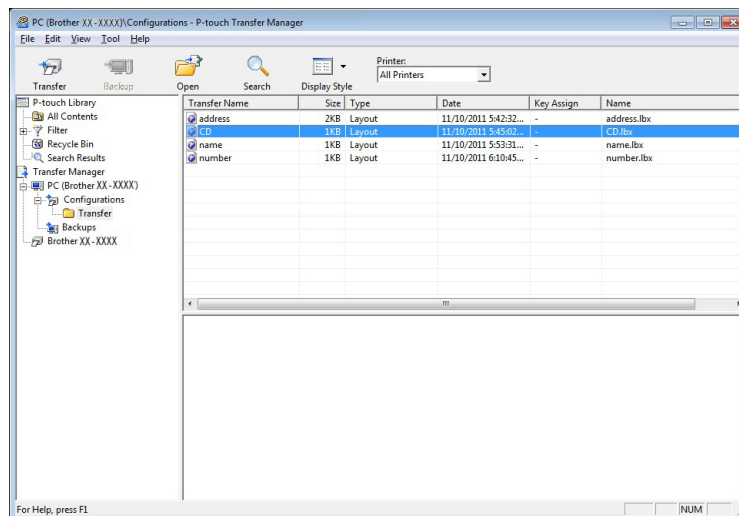 PC (Brother XX-XXXX)\Configurations - P-touch Transfer Manager
File Edit View Tool Help
Transfer Backup Open Search Display Style
Printer:
All Printers
P-touch Library
All Contents
Filter
Recycle Bin
Search Results
Transfer Manager
PC (Brother XX-XXXX)
Configurations
Transfer
Backups
Brother XX-XXXX
Transfer Name Size Type Date Key Assign Name
address 2KB Layout 11/10/2011 5:42:32... - address.lbx
CD 1KB Layout 11/10/2011 5:45:02... - CD.lbx
name 1KB Layout 11/10/2011 5:53:31... - name.lbx
number 1KB Layout 11/10/2011 6:10:45... - number.lbx
For Help, press F1 NUM